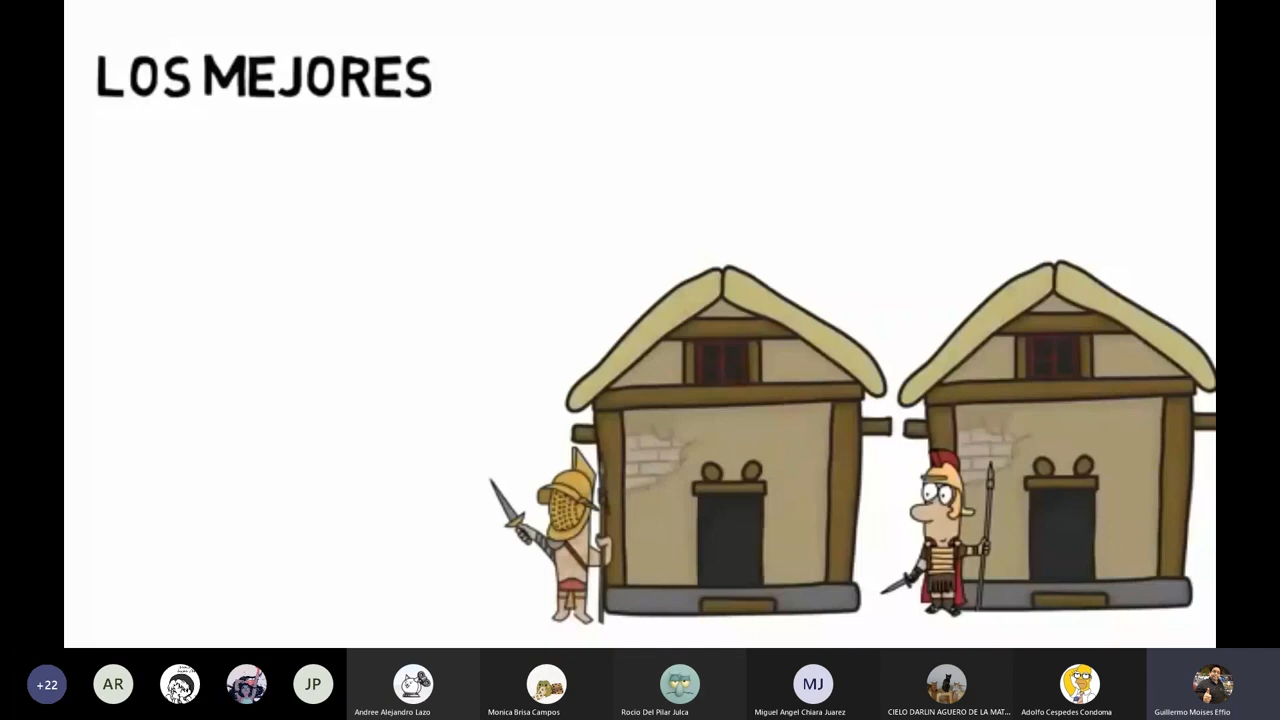 LOS MEJORES
+22
AR
JP
MJ
Andree Alejandro Lazo
Monica Brisa Campos
Rocio Del Pilar Julca
Miguel Angel Chiara Juarez
CIELO DARLIN AGUERO DE LA MAT...
Adolfo Cespedes Condoma
Guillermo Moises Effio